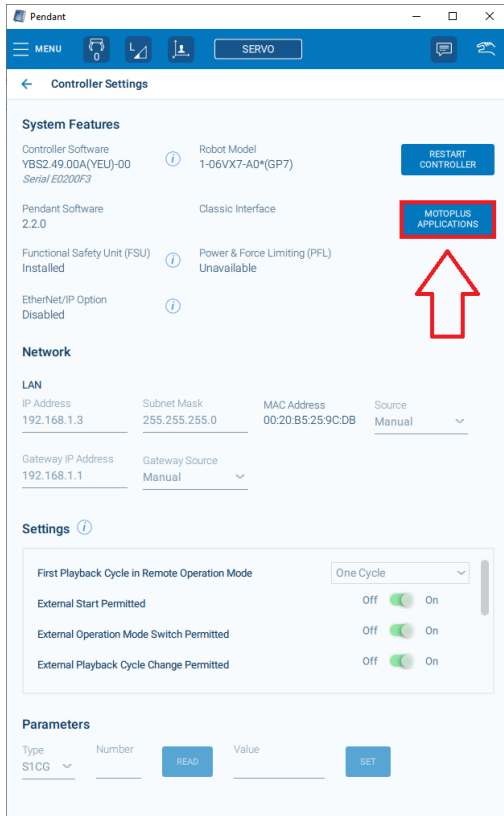 Pendant
MENU
0
L
SERVO
Controller Settings
System Features
Controller Software
YBS2.49.00A(YEU)-00
Serial E0200F3
Robot Model
1-06VX7-A0*(GP7)
RESTART
CONTROLLER
Pendant Software
2.2.0
Classic Interface
MOTOPLUS
APPLICATIONS
Functional Safety Unit (FSU)
Installed
Power & Force Limiting (PFL)
Unavailable
EtherNet/IP Option
Disabled
Network
LAN
IP Address
192.168.1.3
Subnet Mask
255.255.255.0
MAC Address
00:20:B5:25:9C:DB
Source
Manual
Gateway IP Address
192.168.1.1
Gateway Source
Manual
Settings
First Playback Cycle in Remote Operation Mode
One Cycle
External Start Permitted
Off On
External Operation Mode Switch Permitted
Off On
External Playback Cycle Change Permitted
Off On
Parameters
Type
S1CG
Number
READ
Value
SET